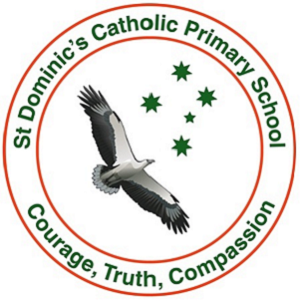 St Dominic's Catholic Primary School
Courage, Truth, Compassion